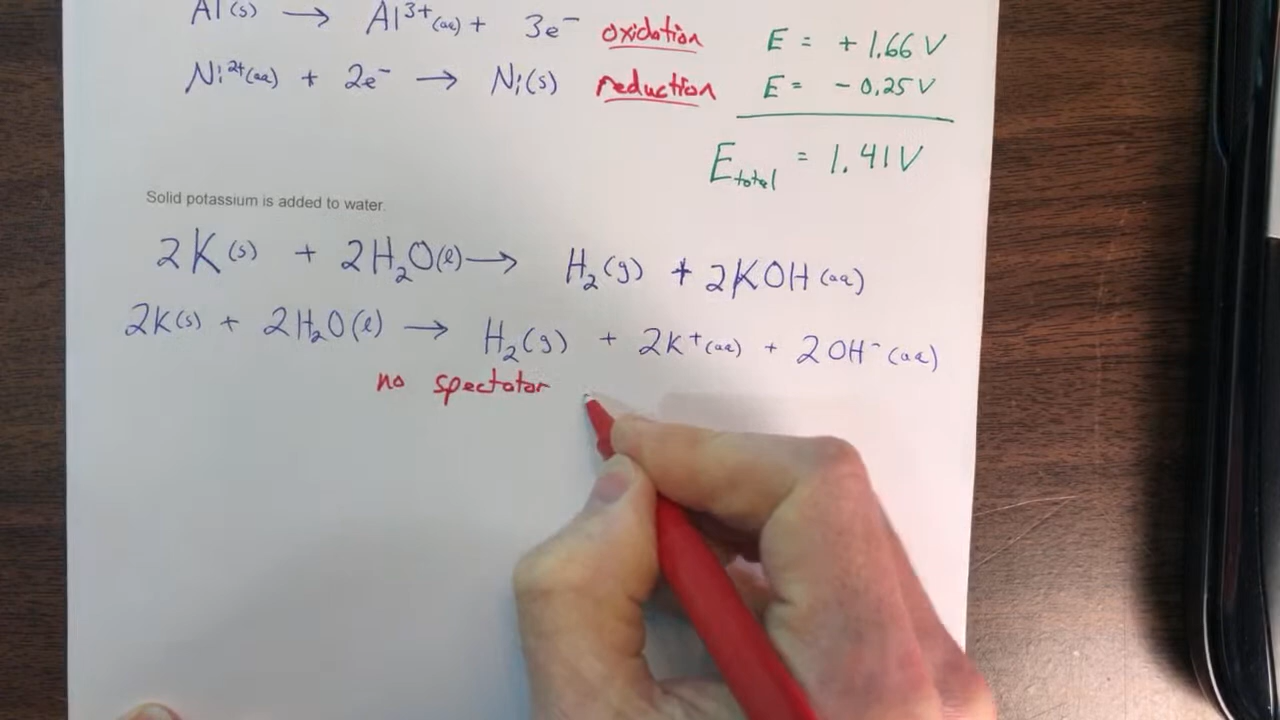 Al(s) → Al³⁺(aq) + 3e⁻ oxidation E = +1.66 V
Ni²⁺(aq) + 2e⁻ → Ni(s) reduction E = -0.25 V
E total = 1.41 V
Solid potassium is added to water.
2K(s) + 2H₂O(l) → H₂(g) + 2KOH(aq)
2K(s) + 2H₂O(l) → H₂(g) + 2K⁺(aq) + 2OH⁻(aq)
no spectator